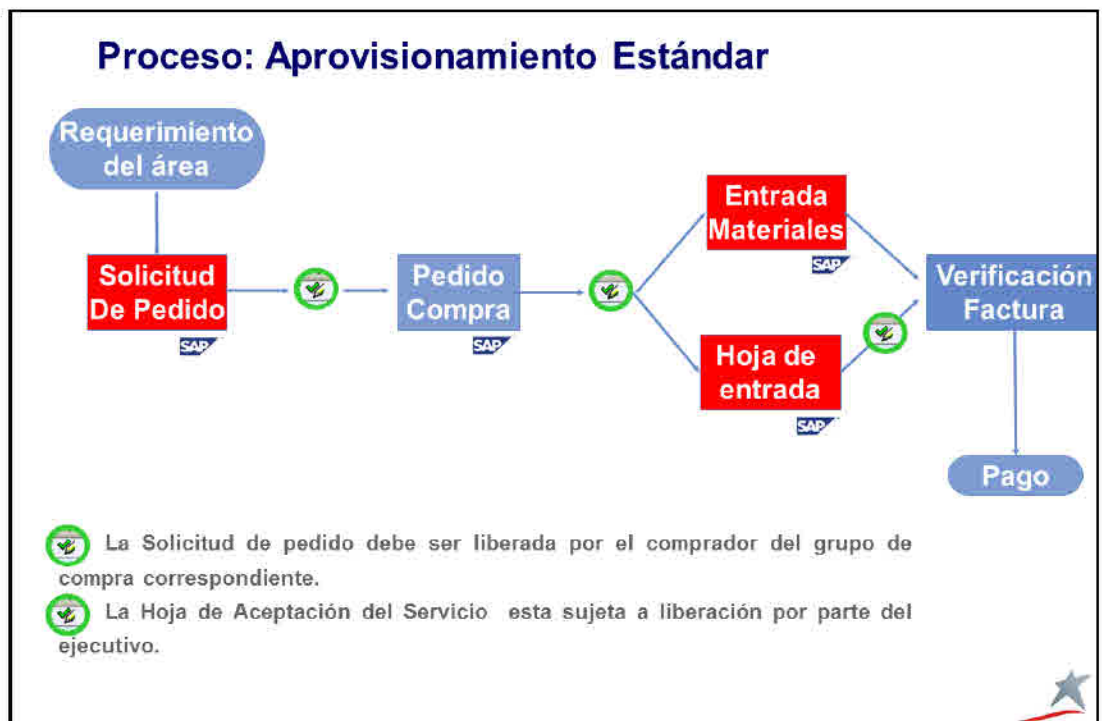 Proceso: Aprovisionamiento Estándar
Requerimiento
del área
Solicitud
De Pedido
SAP
Pedido
Compra
SAP
Entrada
Materiales
SAP
Hoja de
entrada
SAP
Verificación
Factura
Pago
La Solicitud de pedido debe ser liberada por el comprador del grupo de
compra correspondiente.
La Hoja de Aceptación del Servicio esta sujeta a liberación por parte del
ejecutivo.